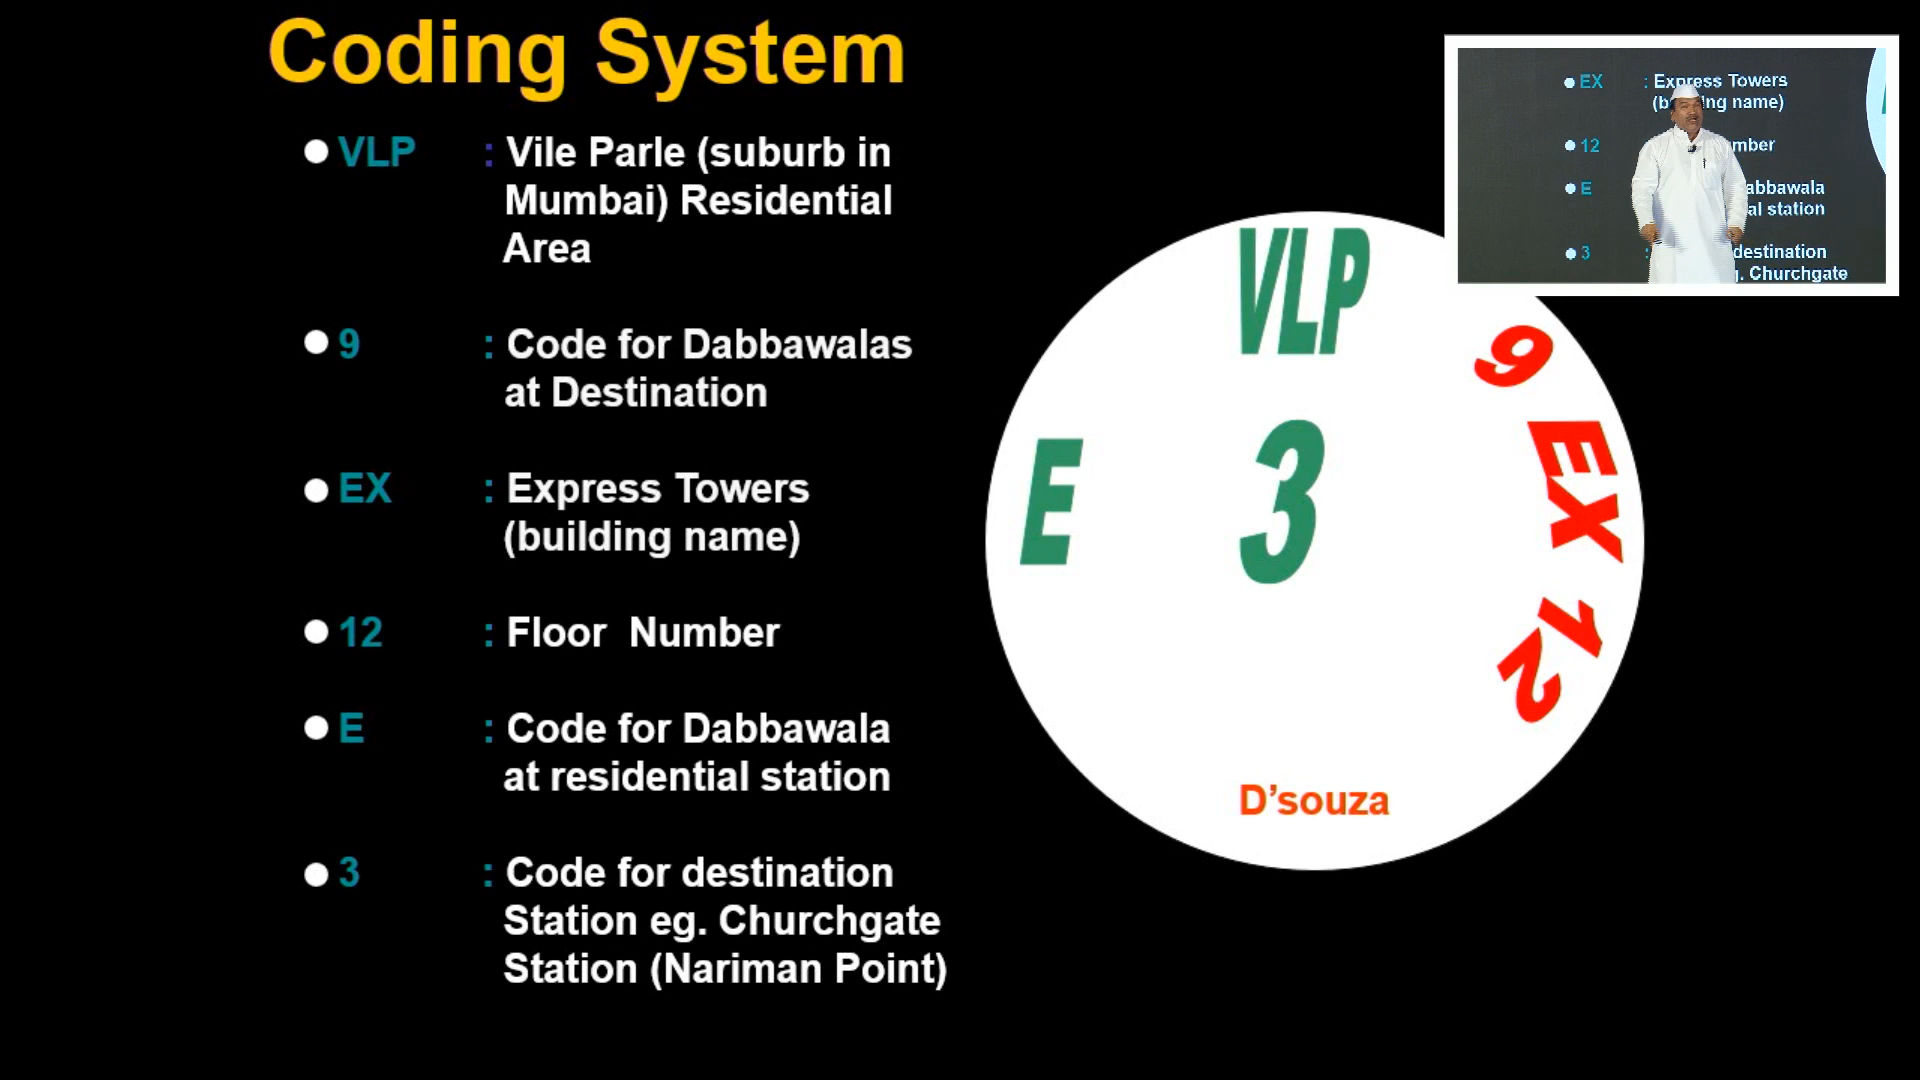 Coding System
VLP : Vile Parle (suburb in
Mumbai) Residential
Area
9 : Code for Dabbawalas
at Destination
EX : Express Towers
(building name)
12 : Floor Number
E : Code for Dabbawala
at residential station
3 : Code for destination
Station eg. Churchgate
Station (Nariman Point)
VLP
9
EX
12
E
3
D'souza
EX : Express Towers
ng name)
12 mber
E abbawala
al station
3 : destination
. Churchgate